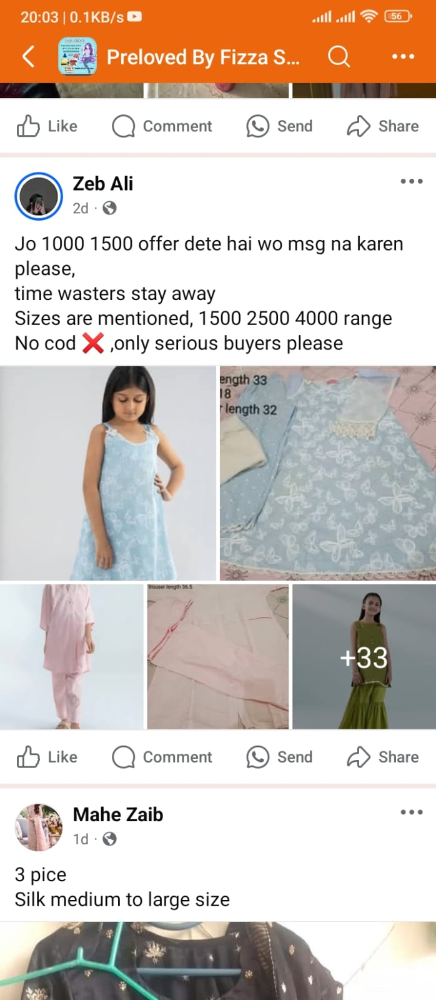 20:03 | 0.1KB/s
56
Preloved By Fizza S...
Like Comment Send Share
Zeb Ali
2d
Jo 1000 1500 offer dete hai wo msg na karen
please,
time wasters stay away
Sizes are mentioned, 1500 2500 4000 range
No cod ❌ ,only serious buyers please
ength 33
18
r length 32
trouser length 36.5
+33
Like Comment Send Share
Mahe Zaib
1d
3 pice
Silk medium to large size